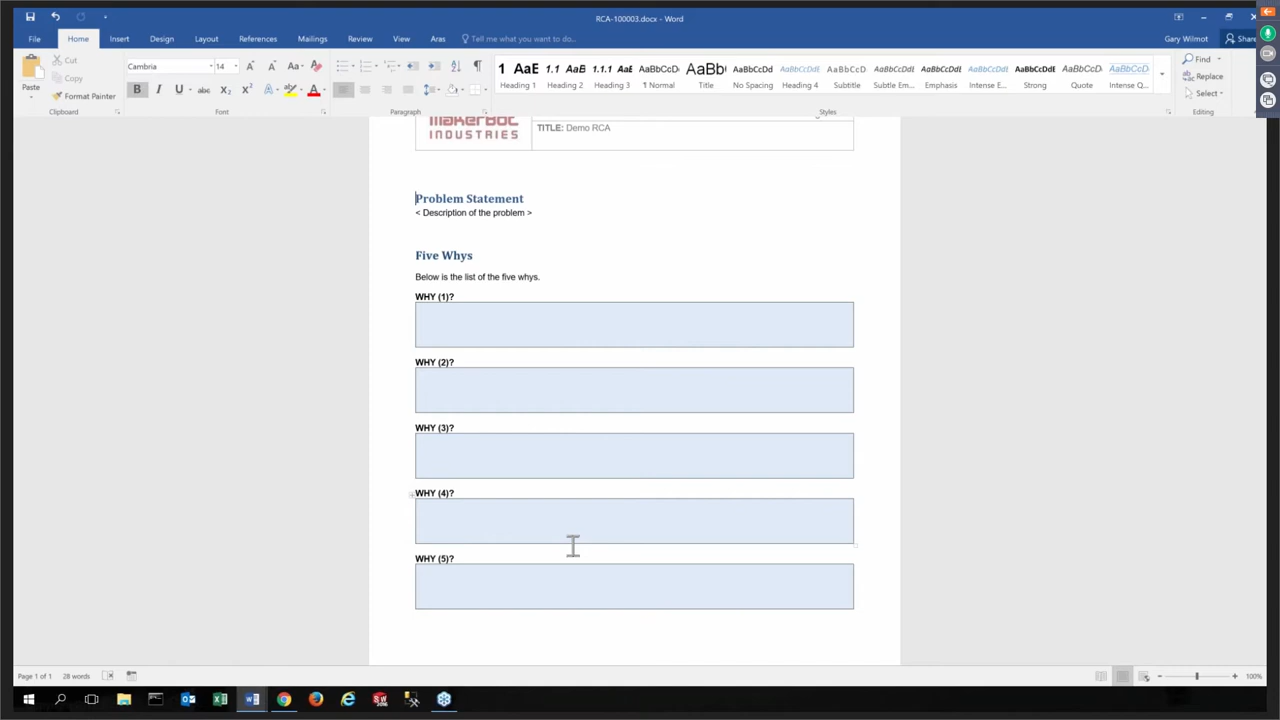 RCA-100003.docx - Word
File Home Insert Design Layout References Mailings Review View Aras Tell me what you want to do... Gary Wilmot Share
Paste
Cut
Copy
Format Painter
Clipboard
Cambria 14
Font
Paragraph
1 AaE 1.1 AaB 1.1.1 AaE AaBbCcDc AaBb( AaBbCcDd AaBbCcDd AaBbCcD AaBbCcDd AaBbCcDd AaBbCcDd AaBbCcDd AaBbCcDc AaBbCcD
Heading 1 Heading 2 Heading 3 ¶ Normal Title No Spacing Heading 4 Subtitle Subtle Em... Emphasis Intense E... Strong Quote Intense Q...
Styles
Find
Replace
Select
Editing
MakerBot
INDUSTRIES
TITLE: Demo RCA
Problem Statement
< Description of the problem >
Five Whys
Below is the list of the five whys.
WHY (1)?
WHY (2)?
WHY (3)?
WHY (4)?
WHY (5)?
Page 1 of 1 28 words 100%